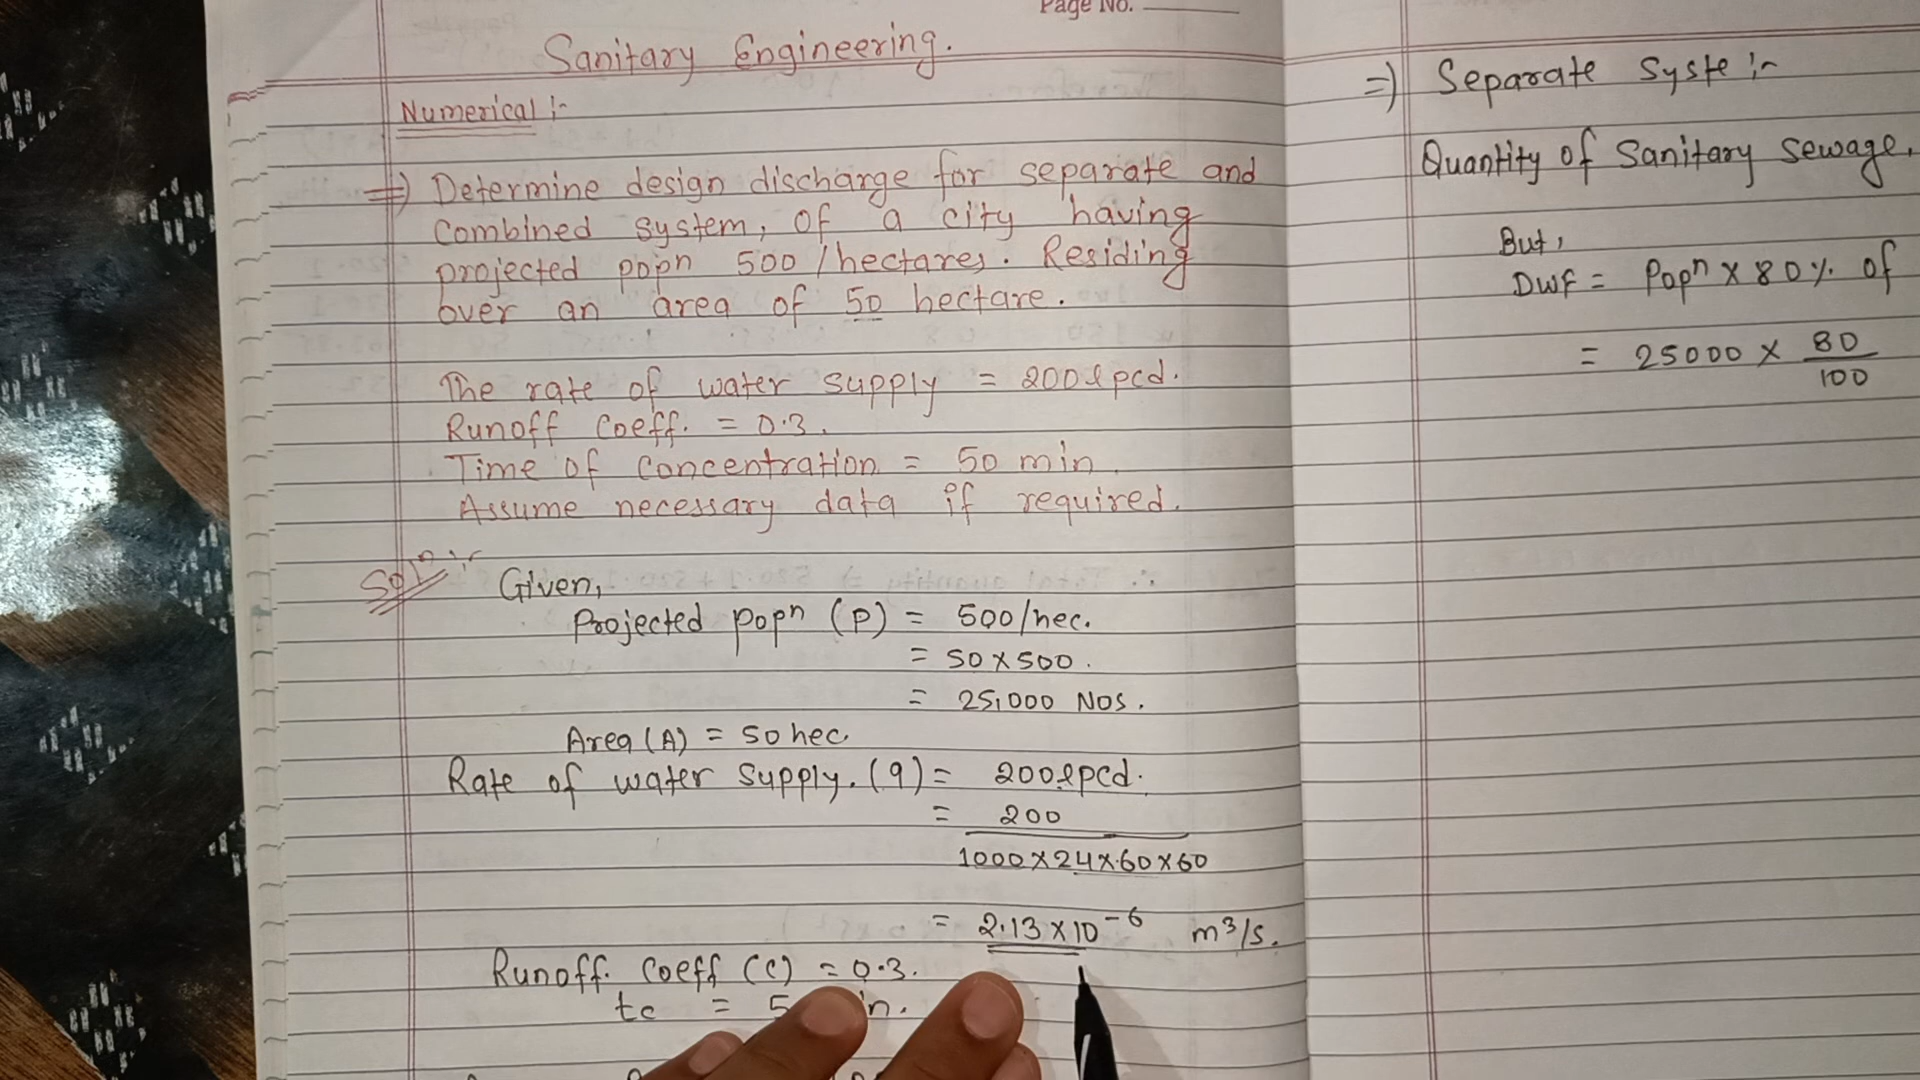 Page No.
Sanitary Engineering.
Numerical :-
=) Determine design discharge for separate and
combined system, of a city having
projected popn 500 / hectares. Residing
over an area of 50 hectare.
The rate of water supply = 200 lpcd.
Runoff coeff. = 0.3.
Time of concentration = 50 min.
Assume necessary data if required.
Solⁿ :-
Given,
Projected popⁿ (P) = 500/hec.
= 50 x 500.
= 25,000 Nos.
Area (A) = 50 hec.
Rate of water supply. (q) = 200 lpcd.
= 200
1000 x 24 x 60 x 60
= 2.13 x 10⁻⁶ m³/s.
Runoff. coeff (c) = 0.3.
tc = 5 in.
=) Separate syste :-
Quantity of sanitary sewage.
But,
DWF = Popⁿ x 80% of
= 25000 x 80
100